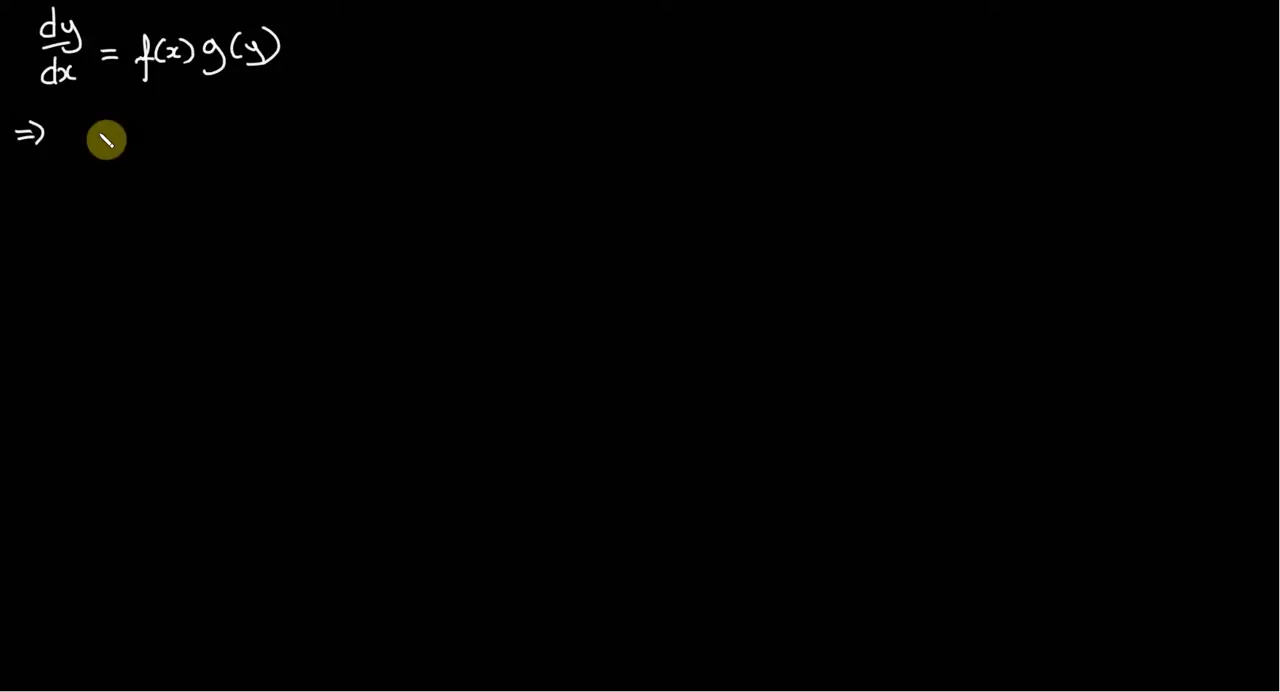 dy/dx = f(x) g(y)
⇒